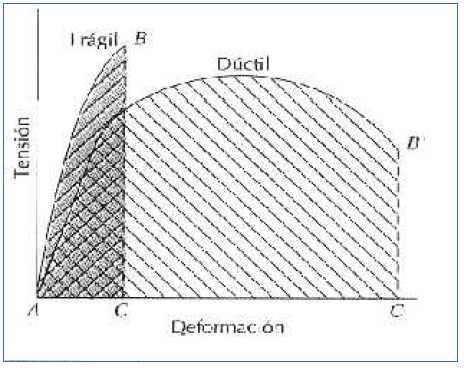 Frágil B
Dúctil
B'
Tensión
A C C
Deformación